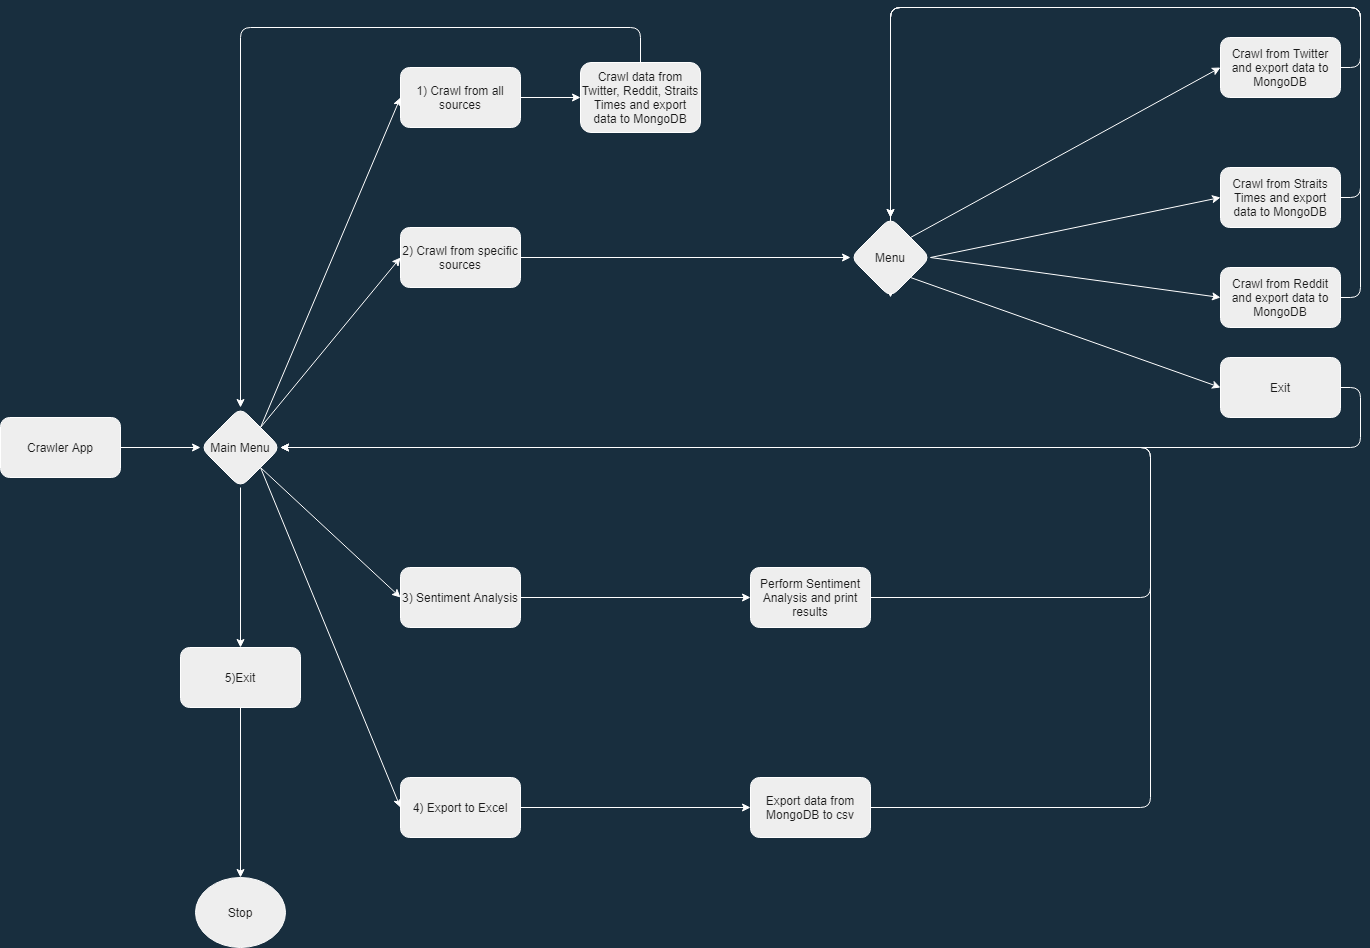 1) Crawl from all
sources
Crawl data from
Twitter, Reddit, Straits
Times and export
data to MongoDB
Crawl from Twitter
and export data to
MongoDB
Crawl from Straits
Times and export
data to MongoDB
2) Crawl from specific
sources
Menu
Crawl from Reddit
and export data to
MongoDB
Exit
Crawler App
Main Menu
3) Sentiment Analysis
Perform Sentiment
Analysis and print
results
5)Exit
4) Export to Excel
Export data from
MongoDB to csv
Stop